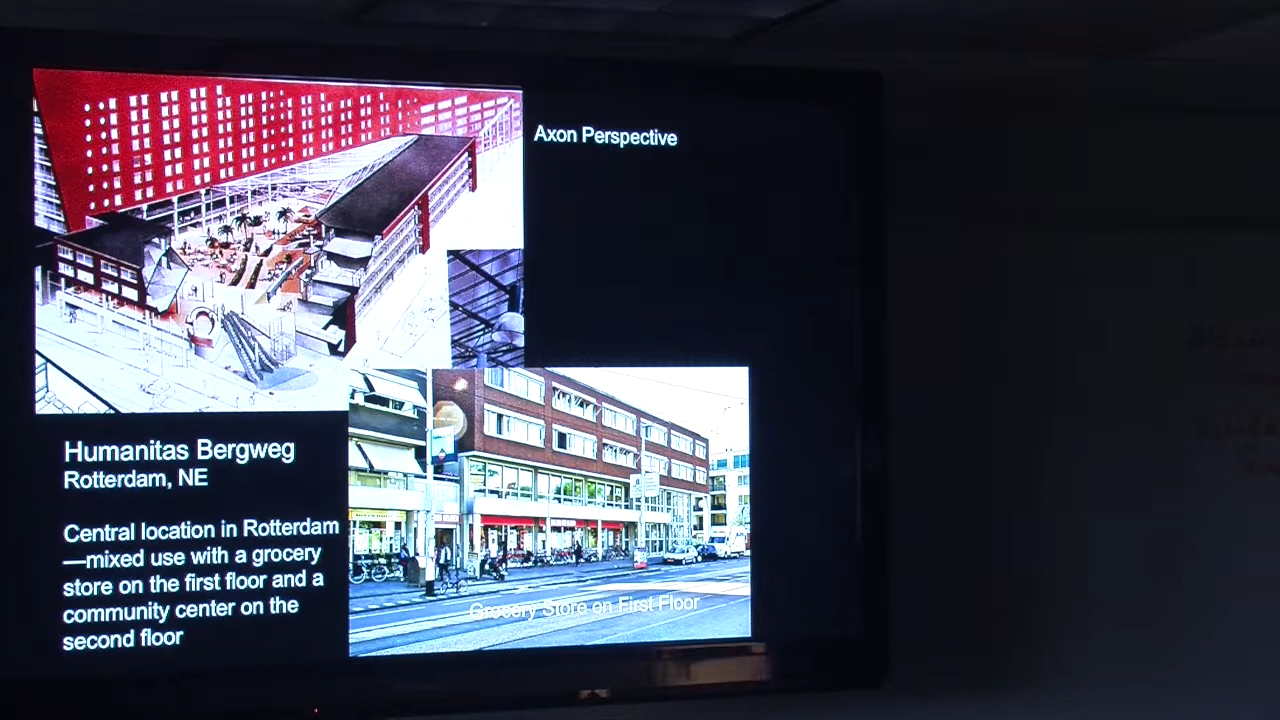 Axon Perspective
Humanitas Bergweg
Rotterdam, NE
Central location in Rotterdam
—mixed use with a grocery
store on the first floor and a
community center on the
second floor
Grocery Store on First Floor